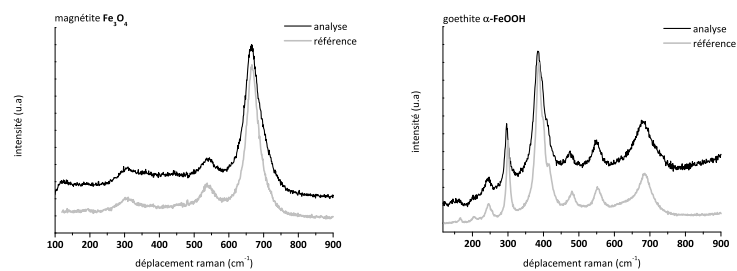 magnétite Fe₃O₄
analyse
référence
intensité (u.a)
100 200 300 400 500 600 700 800 900
déplacement raman (cm⁻¹)
goethite α-FeOOH
analyse
référence
intensité (u.a)
200 300 400 500 600 700 800 900
déplacement raman (cm⁻¹)